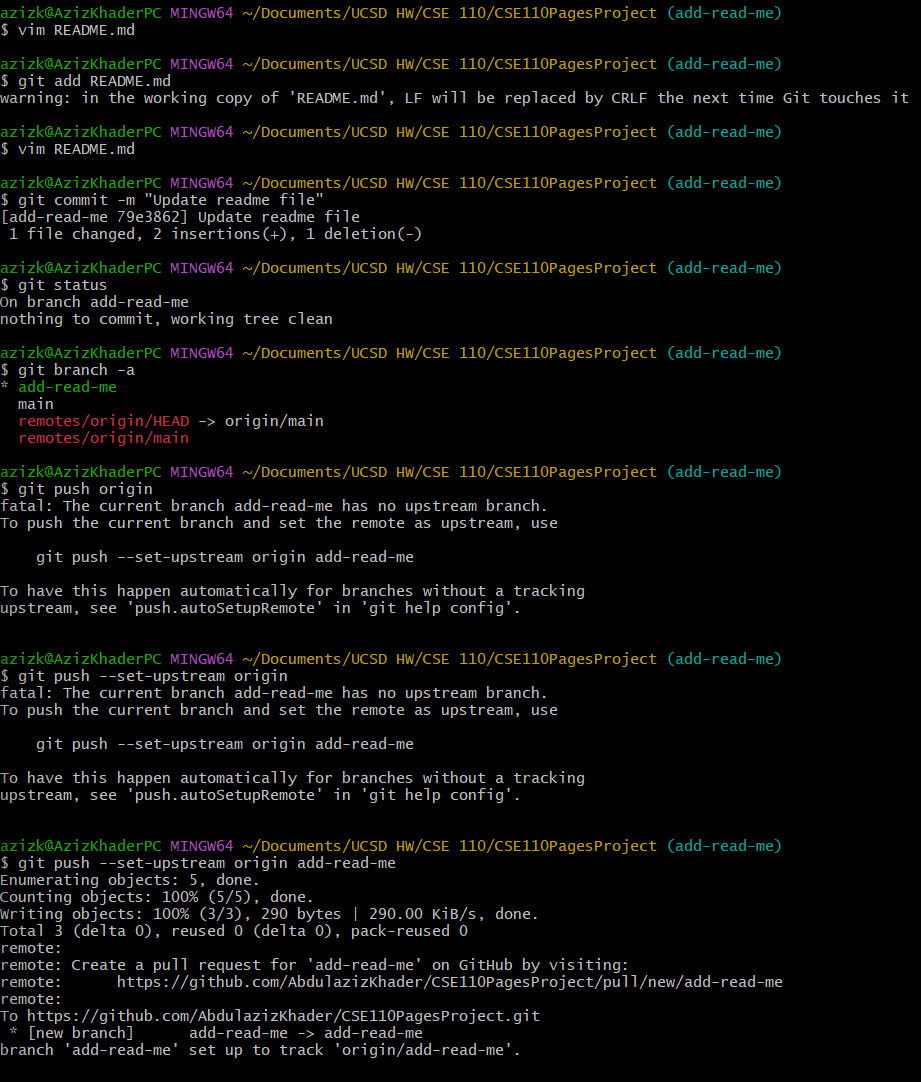 azizk@AzizKhaderPC MINGW64 ~/Documents/UCSD HW/CSE 110/CSE110PagesProject (add-read-me)
$ vim README.md

azizk@AzizKhaderPC MINGW64 ~/Documents/UCSD HW/CSE 110/CSE110PagesProject (add-read-me)
$ git add README.md
warning: in the working copy of 'README.md', LF will be replaced by CRLF the next time Git touches it

azizk@AzizKhaderPC MINGW64 ~/Documents/UCSD HW/CSE 110/CSE110PagesProject (add-read-me)
$ vim README.md

azizk@AzizKhaderPC MINGW64 ~/Documents/UCSD HW/CSE 110/CSE110PagesProject (add-read-me)
$ git commit -m "Update readme file"
[add-read-me 79e3862] Update readme file
 1 file changed, 2 insertions(+), 1 deletion(-)

azizk@AzizKhaderPC MINGW64 ~/Documents/UCSD HW/CSE 110/CSE110PagesProject (add-read-me)
$ git status
On branch add-read-me
nothing to commit, working tree clean

azizk@AzizKhaderPC MINGW64 ~/Documents/UCSD HW/CSE 110/CSE110PagesProject (add-read-me)
$ git branch -a
* add-read-me
  main
  remotes/origin/HEAD -> origin/main
  remotes/origin/main

azizk@AzizKhaderPC MINGW64 ~/Documents/UCSD HW/CSE 110/CSE110PagesProject (add-read-me)
$ git push origin
fatal: The current branch add-read-me has no upstream branch.
To push the current branch and set the remote as upstream, use

    git push --set-upstream origin add-read-me

To have this happen automatically for branches without a tracking
upstream, see 'push.autoSetupRemote' in 'git help config'.


azizk@AzizKhaderPC MINGW64 ~/Documents/UCSD HW/CSE 110/CSE110PagesProject (add-read-me)
$ git push --set-upstream origin
fatal: The current branch add-read-me has no upstream branch.
To push the current branch and set the remote as upstream, use

    git push --set-upstream origin add-read-me

To have this happen automatically for branches without a tracking
upstream, see 'push.autoSetupRemote' in 'git help config'.


azizk@AzizKhaderPC MINGW64 ~/Documents/UCSD HW/CSE 110/CSE110PagesProject (add-read-me)
$ git push --set-upstream origin add-read-me
Enumerating objects: 5, done.
Counting objects: 100% (5/5), done.
Writing objects: 100% (3/3), 290 bytes | 290.00 KiB/s, done.
Total 3 (delta 0), reused 0 (delta 0), pack-reused 0
remote:
remote: Create a pull request for 'add-read-me' on GitHub by visiting:
remote:      https://github.com/AbdulazizKhader/CSE110PagesProject/pull/new/add-read-me
remote:
To https://github.com/AbdulazizKhader/CSE110PagesProject.git
 * [new branch]      add-read-me -> add-read-me
branch 'add-read-me' set up to track 'origin/add-read-me'.